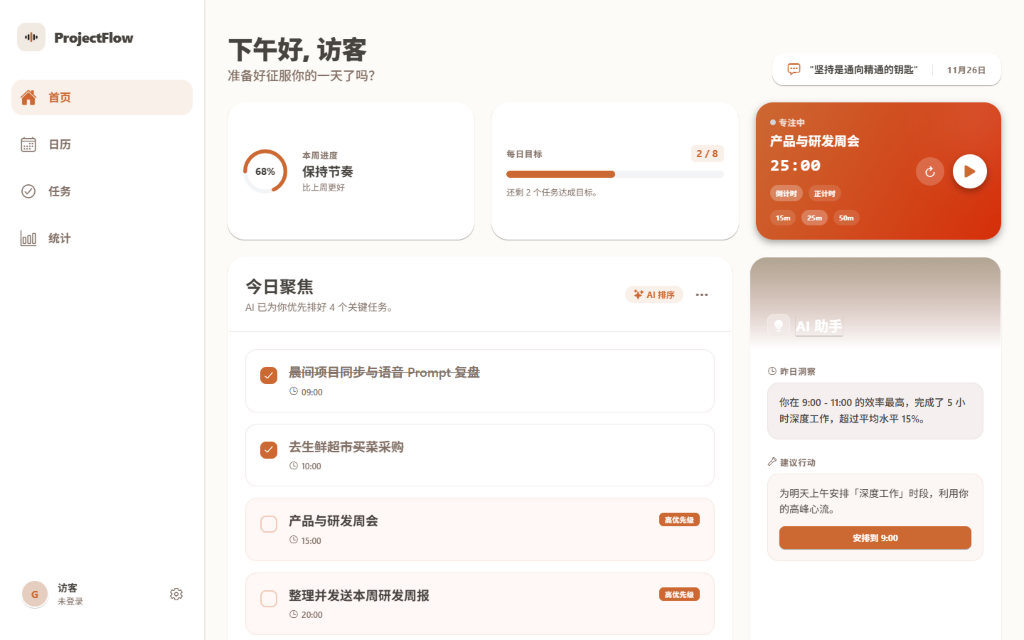 ProjectFlow
首页
日历
任务
统计
G
访客
未登录
下午好, 访客
准备好征服你的一天了吗？
"坚持是通向精通的钥匙"
11月26日
68%
本周进度
保持节奏
比上周更好
每日目标
2 / 8
还剩 2 个任务达成目标。
专注中
产品与研发周会
25:00
倒计时 正计时
15m 25m 50m
今日聚焦
AI 已为你优先排好 4 个关键任务。
AI 排序
晨间项目同步与语音 Prompt 复盘
09:00
去生鲜超市买菜采购
10:00
产品与研发周会
高优先级
15:00
整理并发送本周研发周报
高优先级
20:00
AI 助手
昨日洞察
你在 9:00 - 11:00 的效率最高，完成了 5 小
时深度工作，超过平均水平 15%。
建议行动
为明天上午安排「深度工作」时段，利用你
的高峰心流。
安排到 9:00